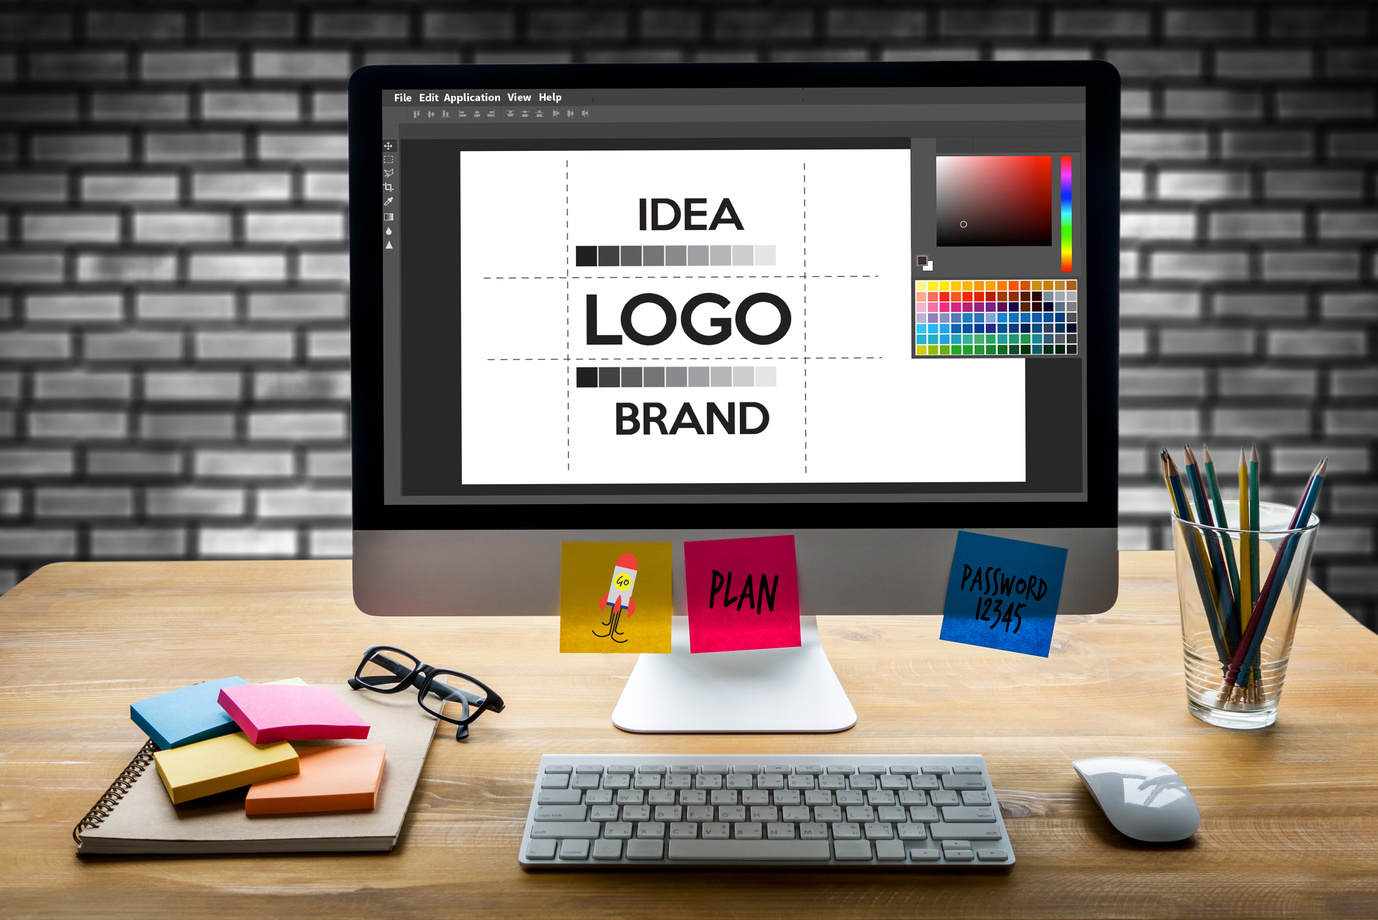 File Edit Application View Help
IDEA
LOGO
BRAND
GO
PLAN
PASSWORD
12345